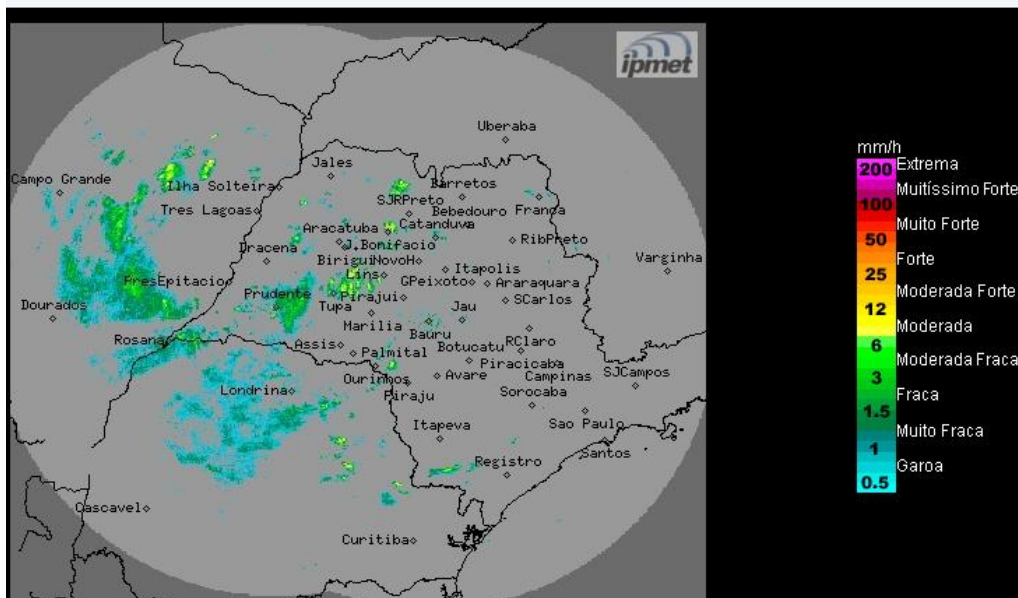 ipmet
Uberaba
Jales
Campo Grande
Ilha Solteira
Barretos
SJRPreto
Tres Lagoas
Bebedouro
Franca
Catanduva
Aracatuba
RibPreto
J.Bonifacio
Dracena
Birigui
NovoH
Itapolis
Varginha
Lins
PresEpitacio
GPeixoto
Araraquara
Prudente
Pirajui
SCarlos
Dourados
Tupa
Jau
Marilia
Bauru
Rosana
Assis
RClaro
Palmital
Botucatu
Piracicaba
SJCampos
Ourinhos
Avare
Campinas
Londrina
Piraju
Sorocaba
Itapeva
Sao Paulo
Santos
Registro
Cascavel
Curitiba
mm/h
200 Extrema
Muitíssimo Forte
100
Muito Forte
50
Forte
25
Moderada Forte
12
Moderada
6
Moderada Fraca
3
Fraca
1.5
Muito Fraca
1
Garoa
0.5